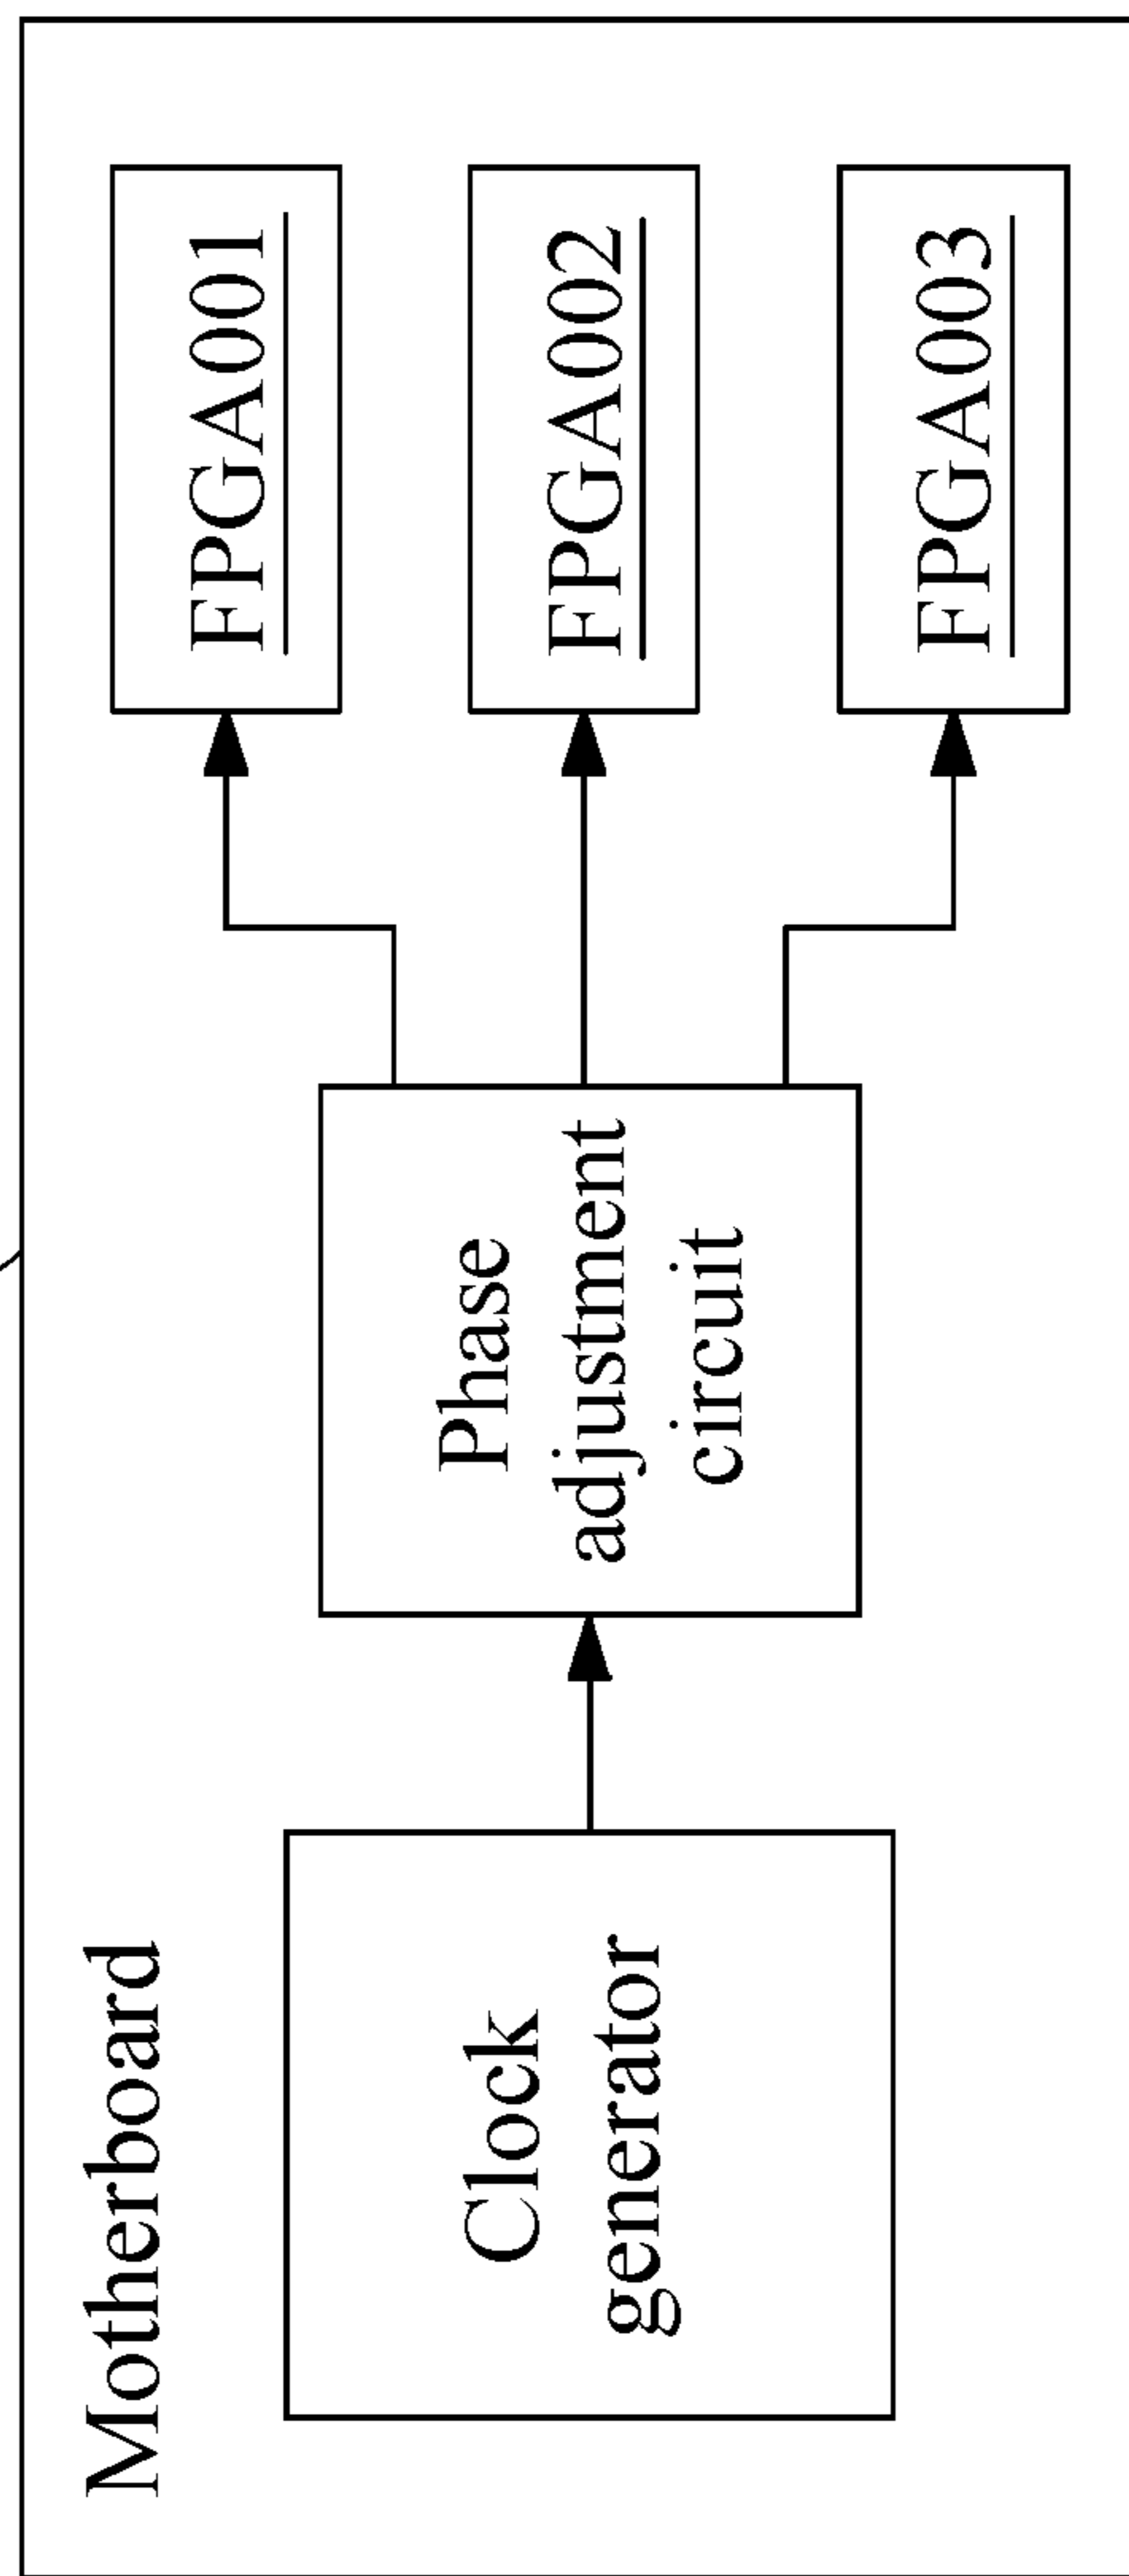 Motherboard
Clock
generator
Phase
adjustment
circuit
FPGA001
FPGA002
FPGA003